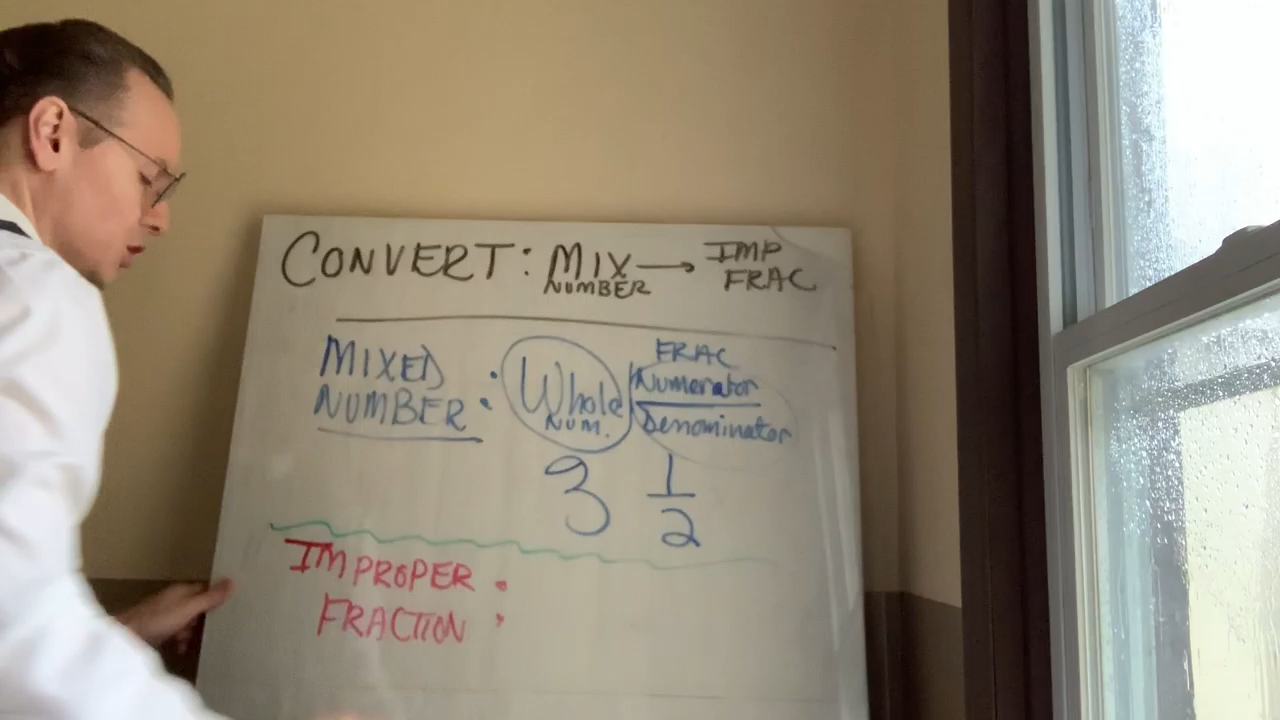 CONVERT: MIX NUMBER → IMP FRAC
MIXED NUMBER : Whole NUM.
FRAC
Numerator
Denominator
3 1/2
IMPROPER
FRACTION :